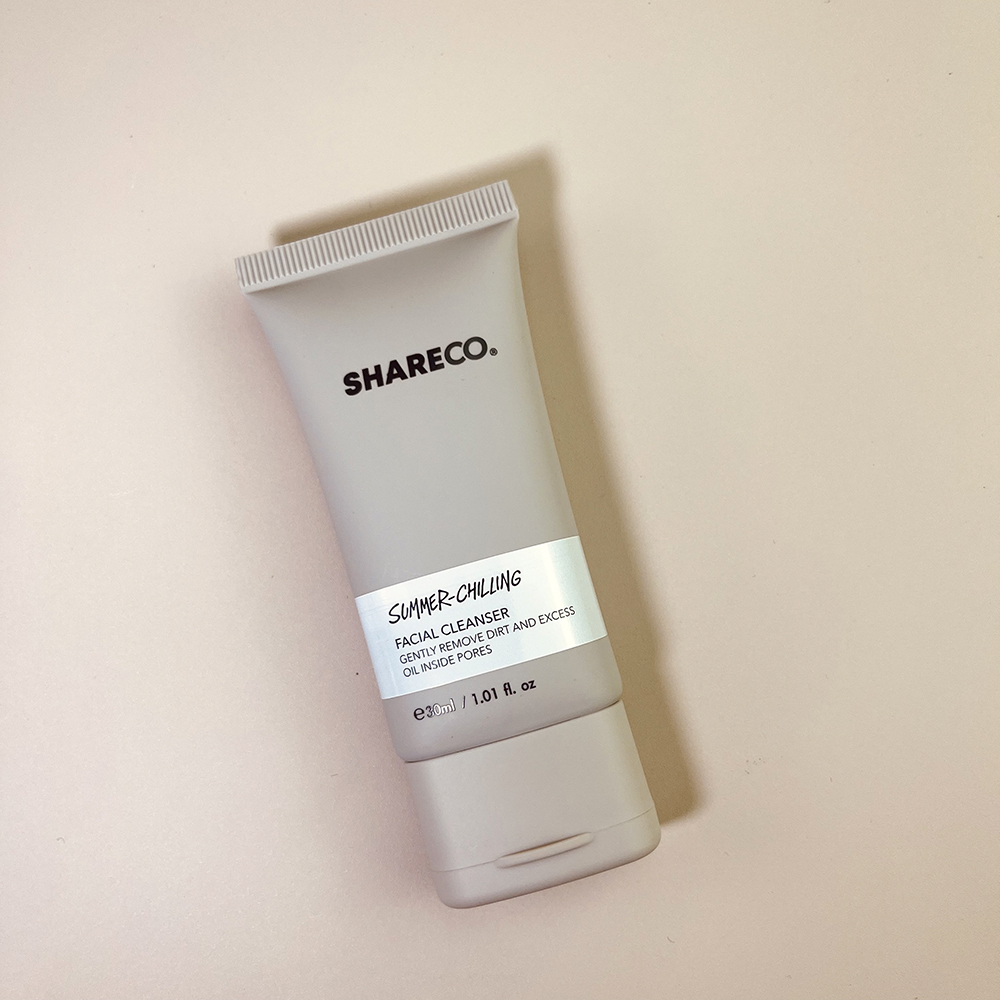 SHARECO.®
SUMMER-CHILLING
FACIAL CLEANSER
GENTLY REMOVE DIRT AND EXCESS
OIL INSIDE PORES
℮30ml / 1.01 fl. oz